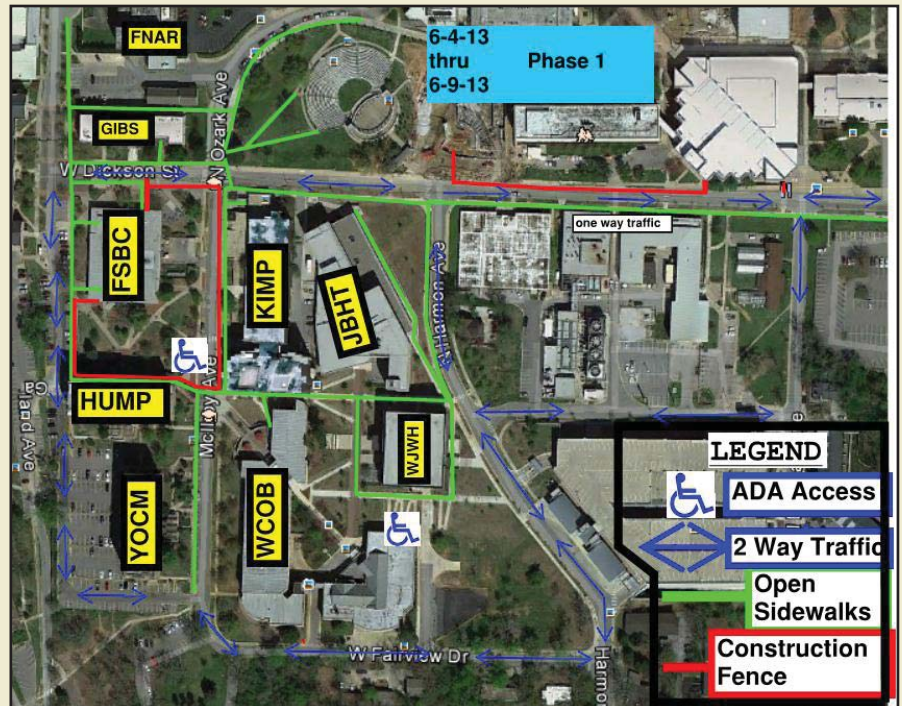 FNAR
6-4-13
thru
6-9-13
Phase 1
N Ozark Ave
GIBS
W Dickson St
one way traffic
FSBC
KIMP
JBHT
N Harmon Ave
HUMP
McIlroy Ave
WJWH
YOCM
WCOB
W Fairview Dr
Harmo
LEGEND
ADA Access
2 Way Traffic
Open
Sidewalks
Construction
Fence